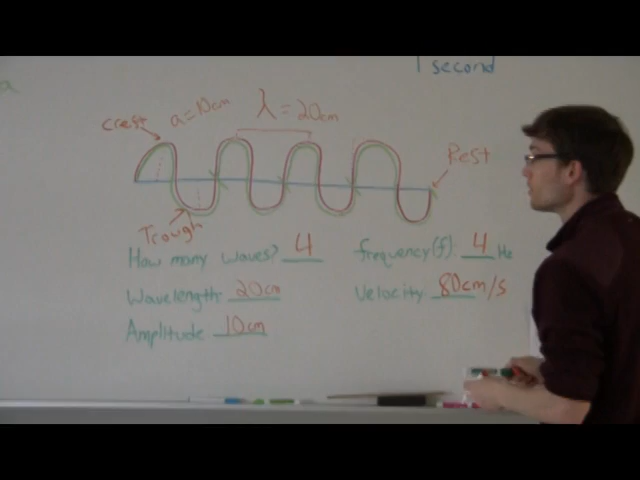 1 second
a
crest
a=10cm
λ=20cm
Rest
Trough
How many waves? 4
frequency(f): 4 Hz
Wavelength: 20cm
Velocity: 80cm/s
Amplitude 10cm